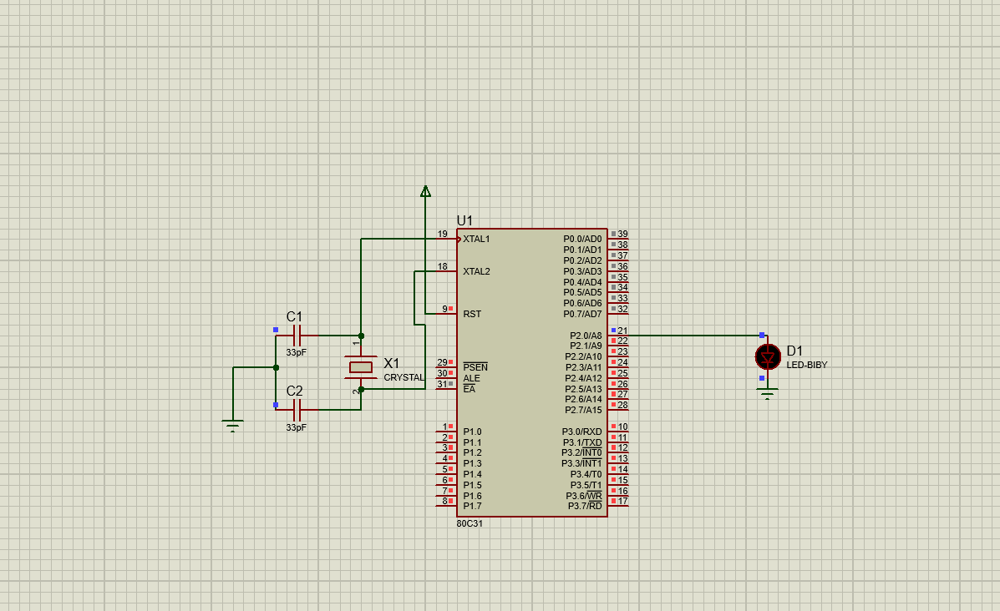 U1
19 XTAL1
18 XTAL2
9 RST
29 PSEN
30 ALE
31 EA
1 P1.0
2 P1.1
3 P1.2
4 P1.3
5 P1.4
6 P1.5
7 P1.6
8 P1.7
P0.0/AD0 39
P0.1/AD1 38
P0.2/AD2 37
P0.3/AD3 36
P0.4/AD4 35
P0.5/AD5 34
P0.6/AD6 33
P0.7/AD7 32
P2.0/A8 21
P2.1/A9 22
P2.2/A10 23
P2.3/A11 24
P2.4/A12 25
P2.5/A13 26
P2.6/A14 27
P2.7/A15 28
P3.0/RXD 10
P3.1/TXD 11
P3.2/INT0 12
P3.3/INT1 13
P3.4/T0 14
P3.5/T1 15
P3.6/WR 16
P3.7/RD 17
80C31
C1
33pF
C2
33pF
1
X1
CRYSTAL
2
D1
LED-BIBY